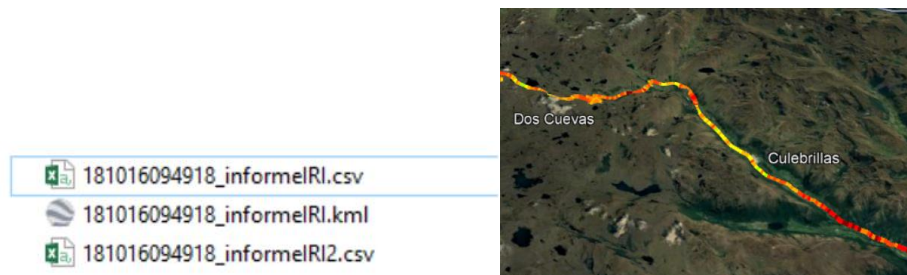 181016094918_informeIRI.csv
181016094918_informeIRI.kml
181016094918_informeIRI2.csv
Dos Cuevas
Culebrillas